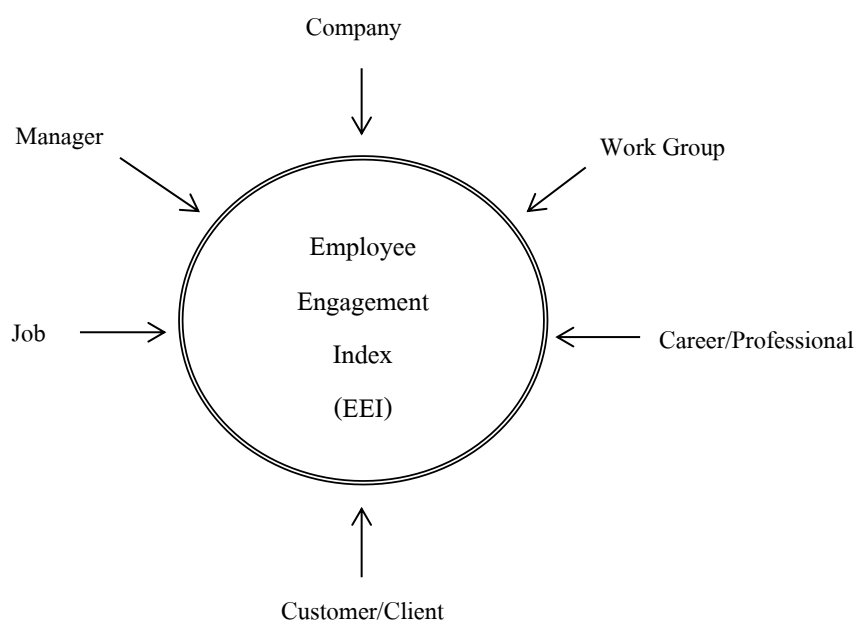 Company
Manager
Work Group
Employee
Engagement
Index
(EEI)
Job
Career/Professional
Customer/Client